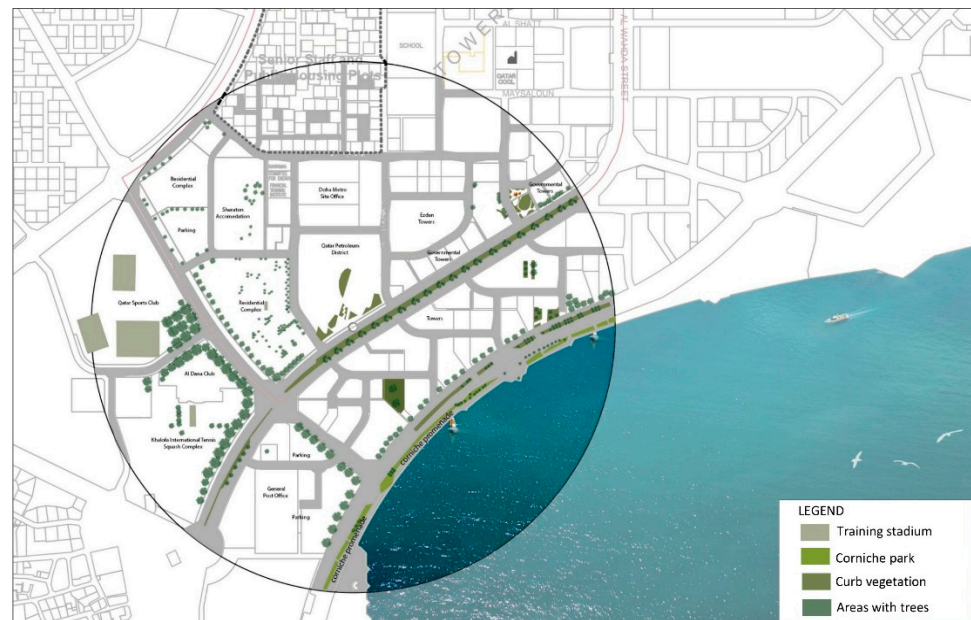 TOWER
AL SHATT
SCHOOL
QATAR
COOL
MAYSALOUN
AL WAHDA STREET
Senior Staff and
Public Housing Plots
Residential
Complex
Parking
Sheraton
Accomedation
Doha Metro
Site Office
Ezdan
Towers
Governmental
Towers
Governmental
Towers
Qatar Petroleum
District
Qatar Sports Club
Residential
Complex
Towers
Al Dana Club
Khalofa International Tennis
Squash Complex
Parking
General
Post Office
Parking
corniche promenade
corniche promenade
LEGEND
Training stadium
Corniche park
Curb vegetation
Areas with trees